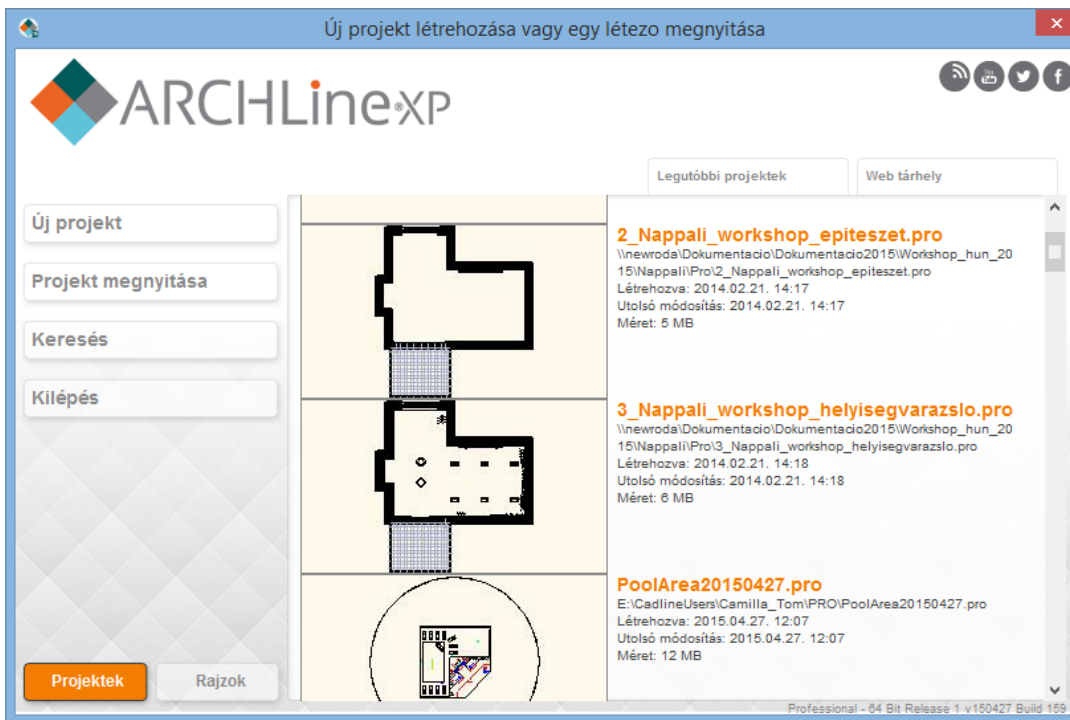 Új projekt létrehozása vagy egy létezo megnyitása
ARCHLine®XP
You
Legutóbbi projektek
Web tárhely
Új projekt
Projekt megnyitása
Keresés
Kilépés
2_Nappali_workshop_epiteszet.pro
\\newroda\Dokumentacio\Dokumentacio2015\Workshop_hun_20
15\Nappali\Pro\2_Nappali_workshop_epiteszet.pro
Létrehozva: 2014.02.21. 14:17
Utolsó módosítás: 2014.02.21. 14:17
Méret: 5 MB
3_Nappali_workshop_helyisegvarazslo.pro
\\newroda\Dokumentacio\Dokumentacio2015\Workshop_hun_20
15\Nappali\Pro\3_Nappali_workshop_helyisegvarazslo.pro
Létrehozva: 2014.02.21. 14:18
Utolsó módosítás: 2014.02.21. 14:18
Méret: 6 MB
PoolArea20150427.pro
E:\CadlineUsers\Camilla_Tom\PRO\PoolArea20150427.pro
Létrehozva: 2015.04.27. 12:07
Utolsó módosítás: 2015.04.27. 12:07
Méret: 12 MB
Projektek
Rajzok
Professional - 64 Bit Release 1 v150427 Build 159